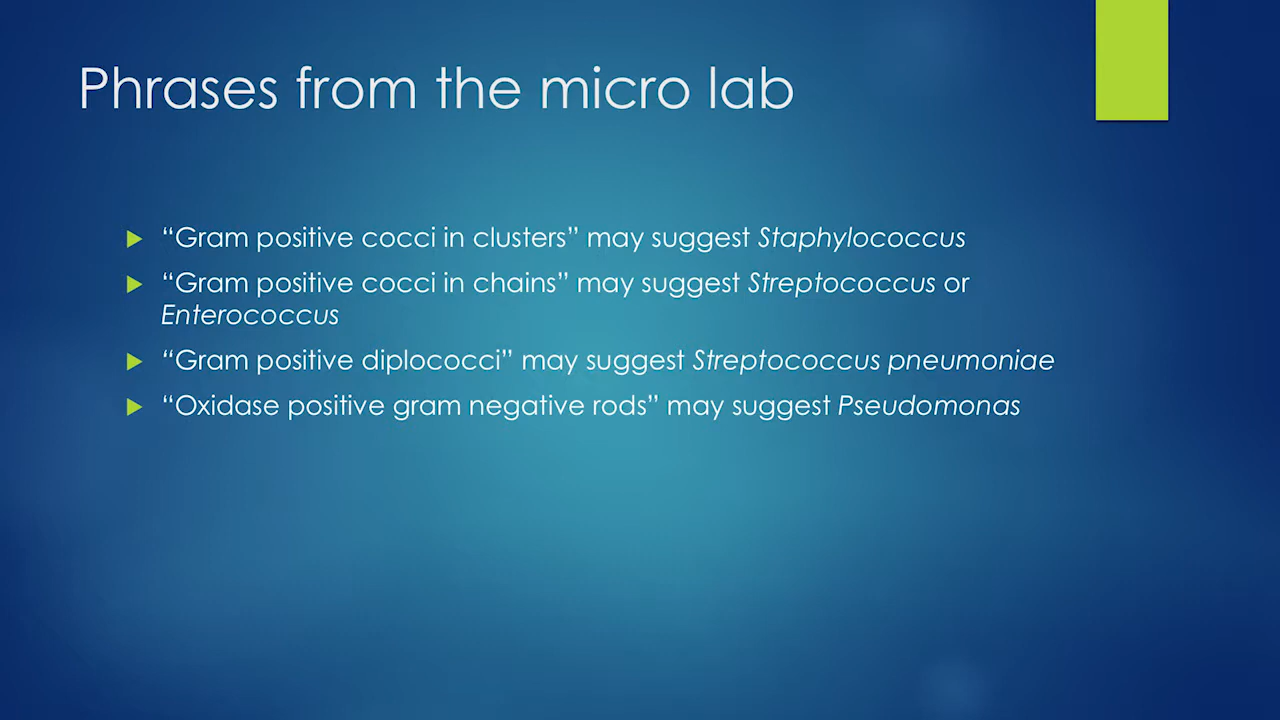 Phrases from the micro lab
“Gram positive cocci in clusters” may suggest Staphylococcus
“Gram positive cocci in chains” may suggest Streptococcus or
Enterococcus
“Gram positive diplococci” may suggest Streptococcus pneumoniae
“Oxidase positive gram negative rods” may suggest Pseudomonas